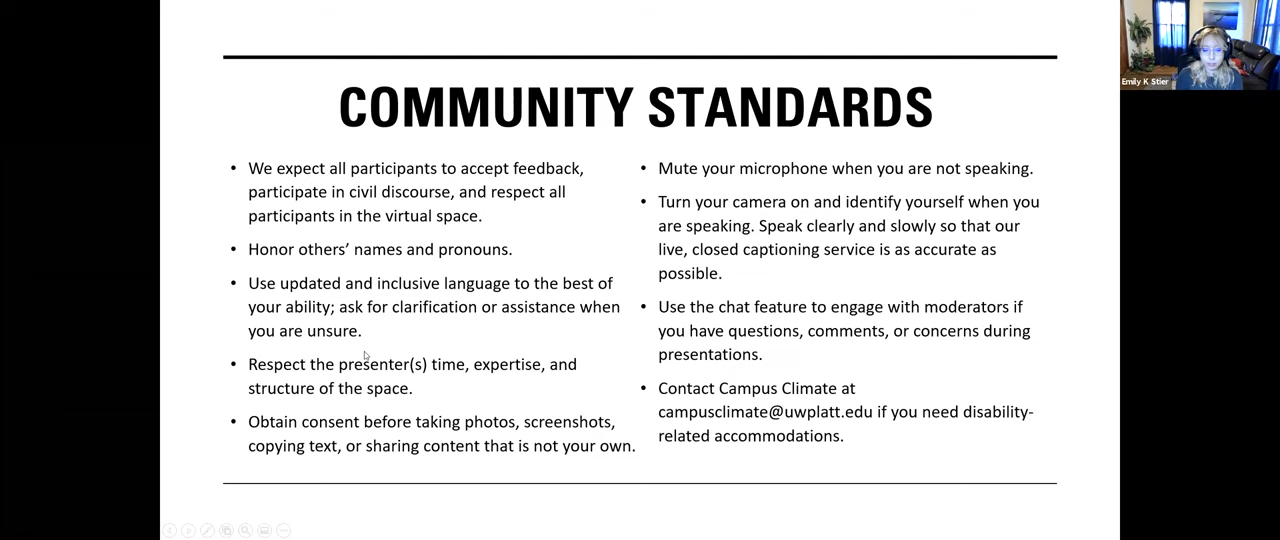 COMMUNITY STANDARDS
• We expect all participants to accept feedback,
participate in civil discourse, and respect all
participants in the virtual space.
• Honor others’ names and pronouns.
• Use updated and inclusive language to the best of
your ability; ask for clarification or assistance when
you are unsure.
• Respect the presenter(s) time, expertise, and
structure of the space.
• Obtain consent before taking photos, screenshots,
copying text, or sharing content that is not your own.
• Mute your microphone when you are not speaking.
• Turn your camera on and identify yourself when you
are speaking. Speak clearly and slowly so that our
live, closed captioning service is as accurate as
possible.
• Use the chat feature to engage with moderators if
you have questions, comments, or concerns during
presentations.
• Contact Campus Climate at
campusclimate@uwplatt.edu if you need disability-
related accommodations.
Emily K Stier